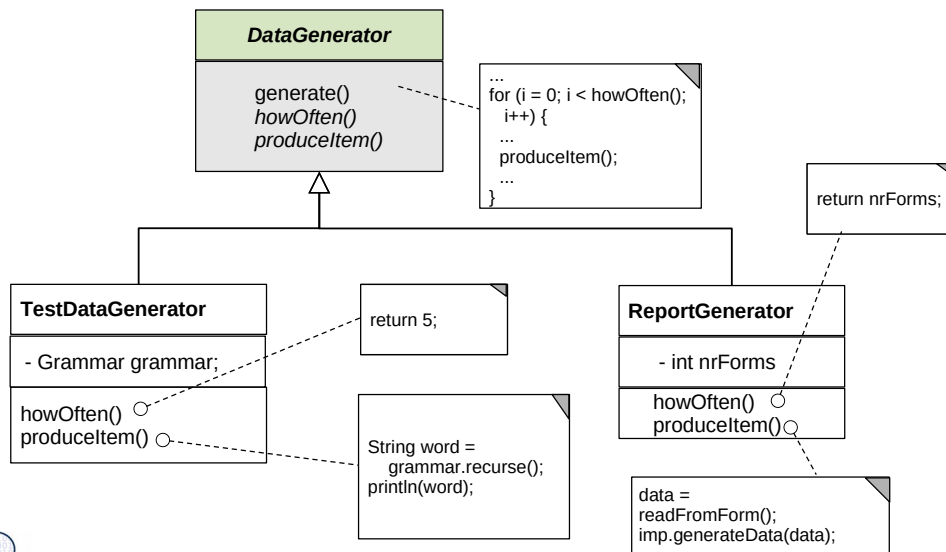 DataGenerator
generate()
howOften()
produceItem()
...
for (i = 0; i < howOften();
i++) {
...
produceItem();
...
}
return nrForms;
TestDataGenerator
- Grammar grammar;
howOften()
produceItem()
return 5;
String word =
grammar.recurse();
println(word);
ReportGenerator
- int nrForms
howOften()
produceItem()
data =
readFromForm();
imp.generateData(data);